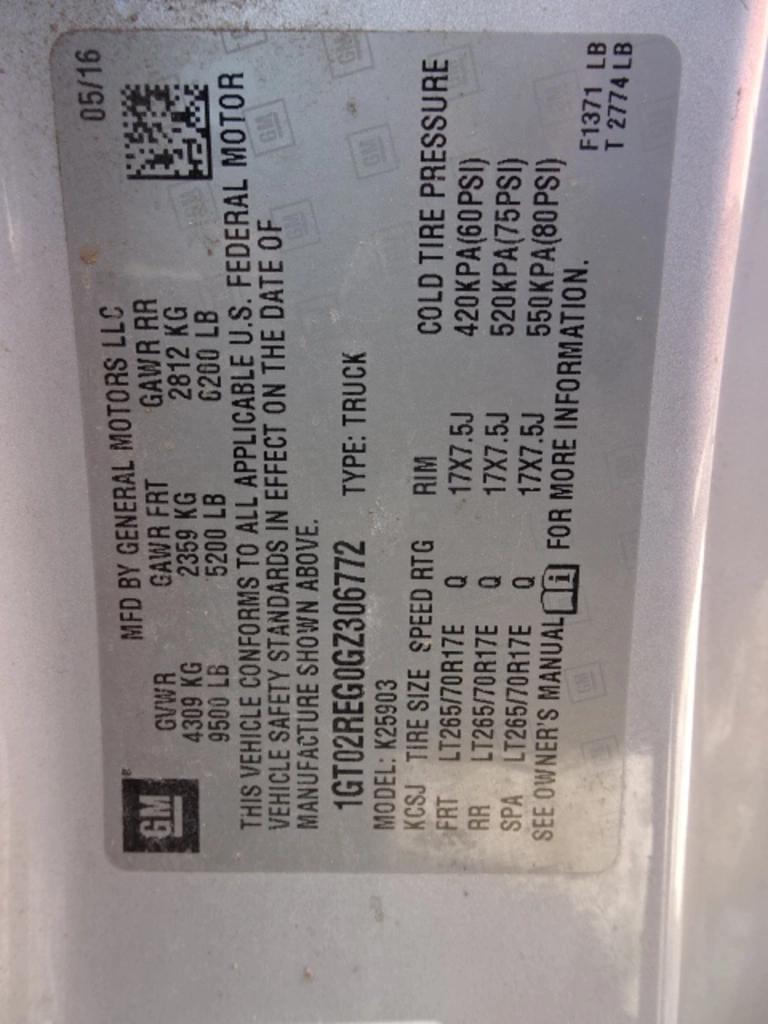 05/16
MFD BY GENERAL MOTORS LLC
GVWR GAWR FRT GAWR RR
4309 KG 2359 KG 2812 KG
9500 LB 5200 LB 6200 LB
GM
THIS VEHICLE CONFORMS TO ALL APPLICABLE U.S. FEDERAL MOTOR
VEHICLE SAFETY STANDARDS IN EFFECT ON THE DATE OF
MANUFACTURE SHOWN ABOVE.
1GT02REG0GZ306772 TYPE: TRUCK
MODEL: K25903
KCSJ TIRE SIZE SPEED RTG RIM COLD TIRE PRESSURE
FRT LT265/70R17E Q 17X7.5J 420KPA(60PSI)
RR LT265/70R17E Q 17X7.5J 520KPA(75PSI)
SPA LT265/70R17E Q 17X7.5J 550KPA(80PSI)
SEE OWNER'S MANUAL FOR MORE INFORMATION.
F1371 LB
T 2774 LB